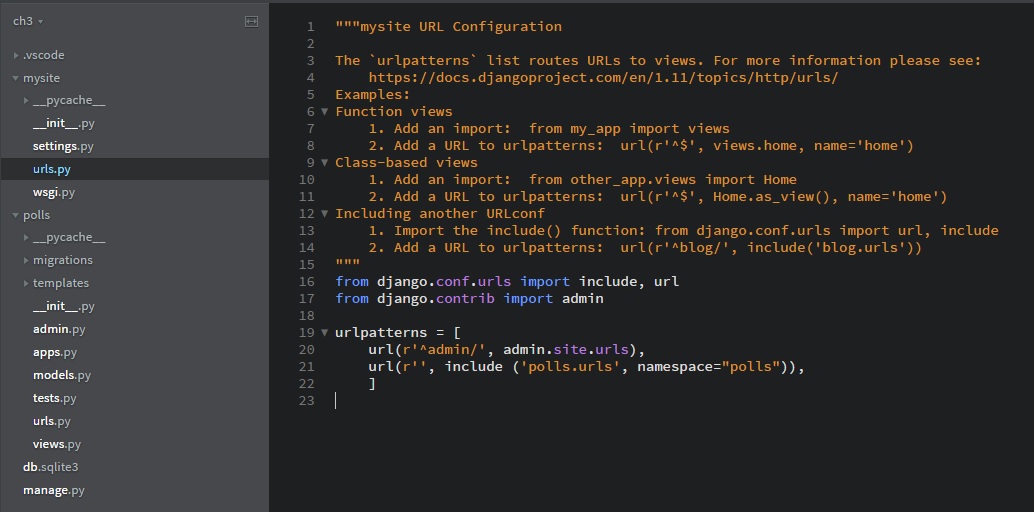 ch3
.vscode
mysite
__pycache__
__init__.py
settings.py
urls.py
wsgi.py
polls
__pycache__
migrations
templates
__init__.py
admin.py
apps.py
models.py
tests.py
urls.py
views.py
db.sqlite3
manage.py
1 """mysite URL Configuration
2
3 The `urlpatterns` list routes URLs to views. For more information please see:
4     https://docs.djangoproject.com/en/1.11/topics/http/urls/
5 Examples:
6 Function views
7     1. Add an import:  from my_app import views
8     2. Add a URL to urlpatterns:  url(r'^$', views.home, name='home')
9 Class-based views
10     1. Add an import:  from other_app.views import Home
11     2. Add a URL to urlpatterns:  url(r'^$', Home.as_view(), name='home')
12 Including another URLconf
13     1. Import the include() function: from django.conf.urls import url, include
14     2. Add a URL to urlpatterns:  url(r'^blog/', include('blog.urls'))
15 """
16 from django.conf.urls import include, url
17 from django.contrib import admin
18
19 urlpatterns = [
20     url(r'^admin/', admin.site.urls),
21     url(r'', include ('polls.urls', namespace="polls")),
22     ]
23